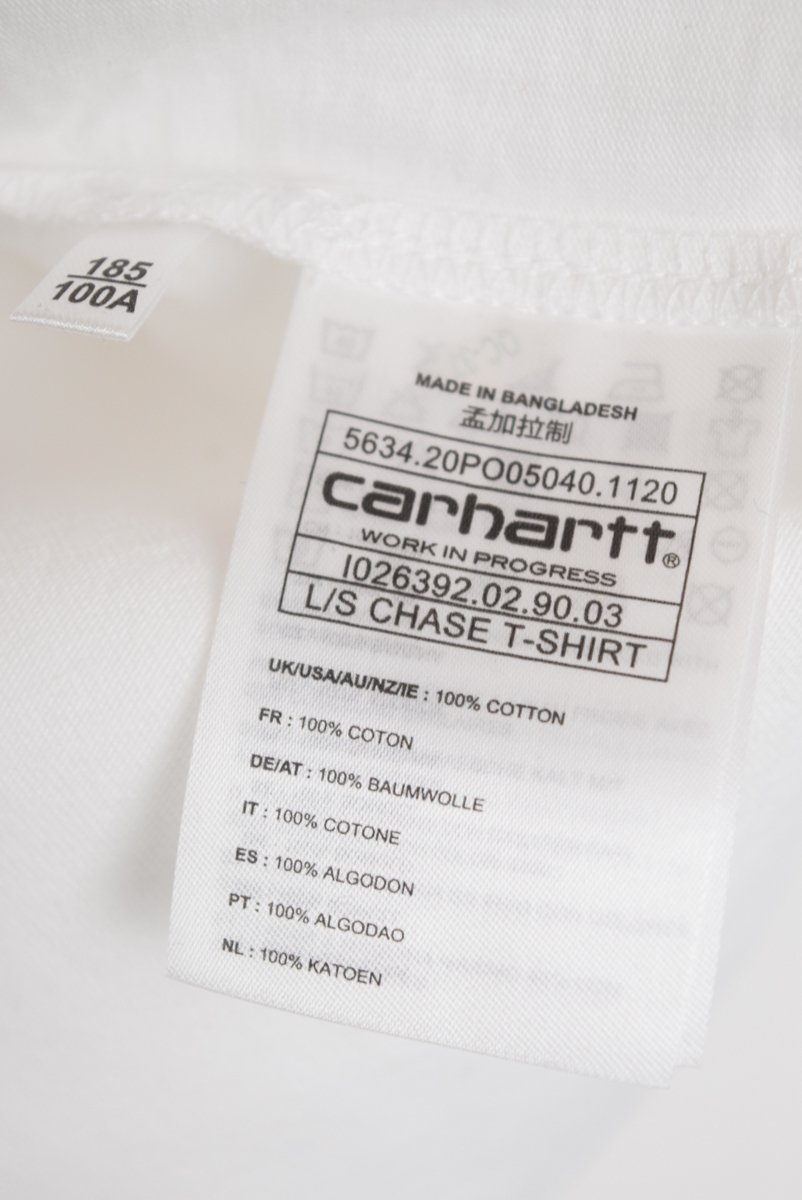 185
100A
MADE IN BANGLADESH
孟加拉制
5634.20PO05040.1120
carhartt®
WORK IN PROGRESS
I026392.02.90.03
L/S CHASE T-SHIRT
UK/USA/AU/NZ/IE : 100% COTTON
FR : 100% COTON
DE/AT : 100% BAUMWOLLE
IT : 100% COTONE
ES : 100% ALGODON
PT : 100% ALGODAO
NL : 100% KATOEN